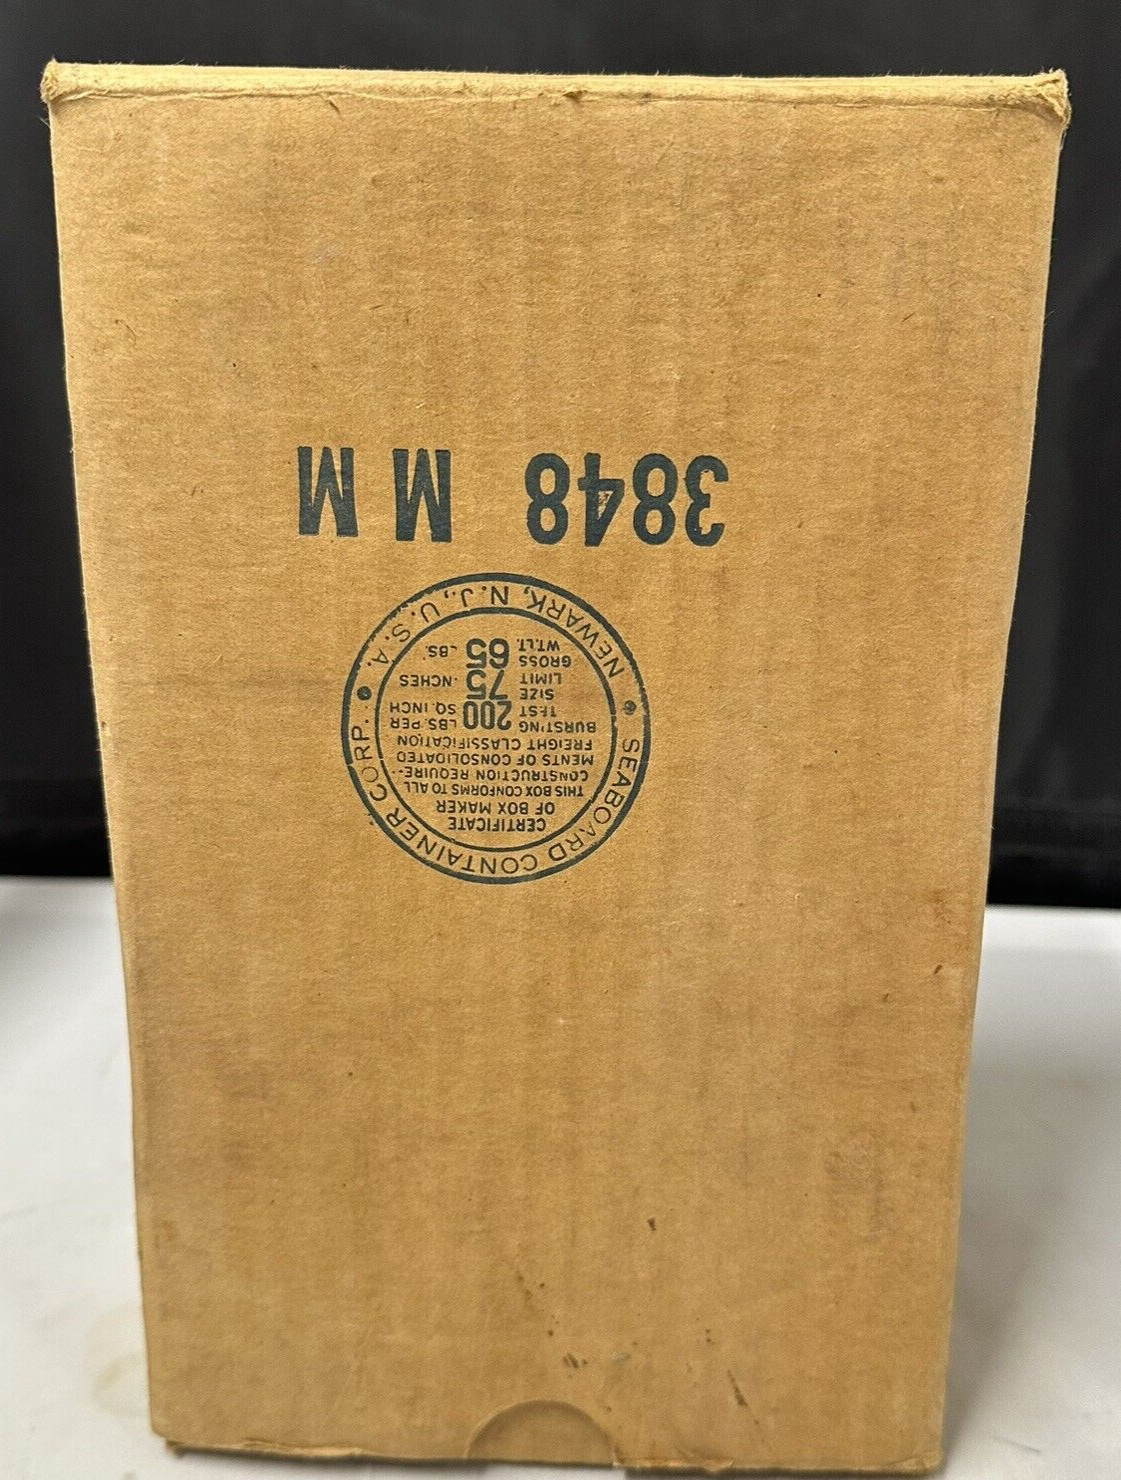 3848 M M
SEABOARD CONTAINER CORP.
CERTIFICATE
OF BOX MAKER
THIS BOX CONFORMS TO ALL
CONSTRUCTION REQUIRE-
MENTS OF CONSOLIDATED
FREIGHT CLASSIFICATION
BURSTING TEST 200 LBS. PER SQ. INCH
SIZE LIMIT 75 INCHES
GROSS WT. LT. 65 LBS.
NEWARK, N.J., U.S.A.